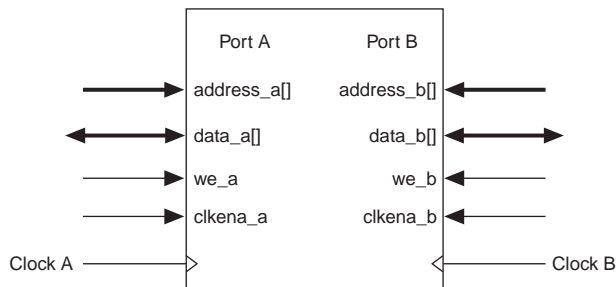 Port A Port B
address_a[] address_b[]
data_a[] data_b[]
we_a we_b
clkena_a clkena_b
Clock A Clock B